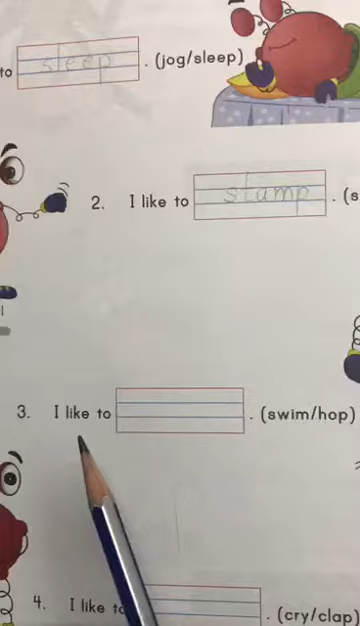 to sleep . (jog/sleep)
2. I like to stamp . (s
3. I like to . (swim/hop)
4. I like to . (cry/clap)